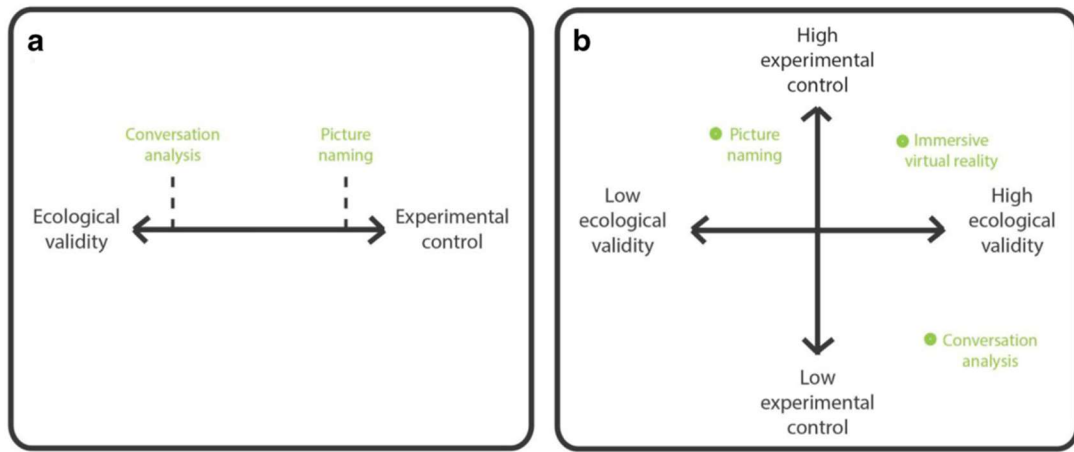 a
Conversation
analysis
Picture
naming
Ecological
validity
Experimental
control
b
High
experimental
control
Picture
naming
Immersive
virtual reality
Low
ecological
validity
High
ecological
validity
Conversation
analysis
Low
experimental
control